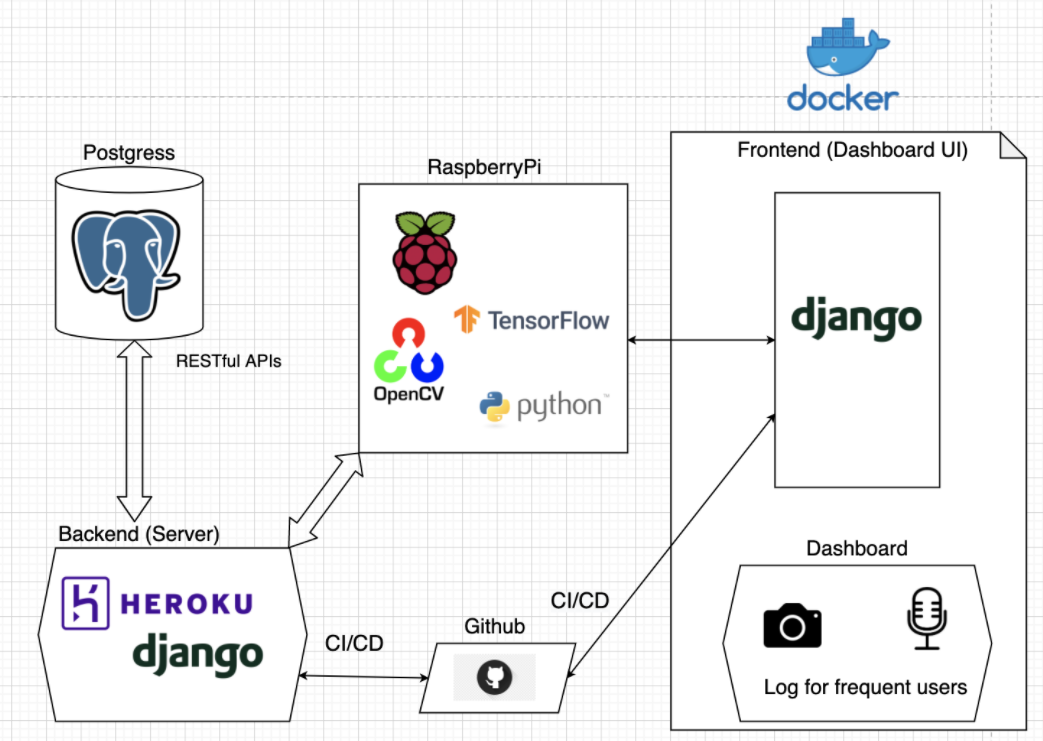 docker
Postgress
RaspberryPi
Frontend (Dashboard UI)
TensorFlow
OpenCV
python™
django
RESTful APIs
Backend (Server)
HEROKU
django
CI/CD
Github
CI/CD
Dashboard
Log for frequent users